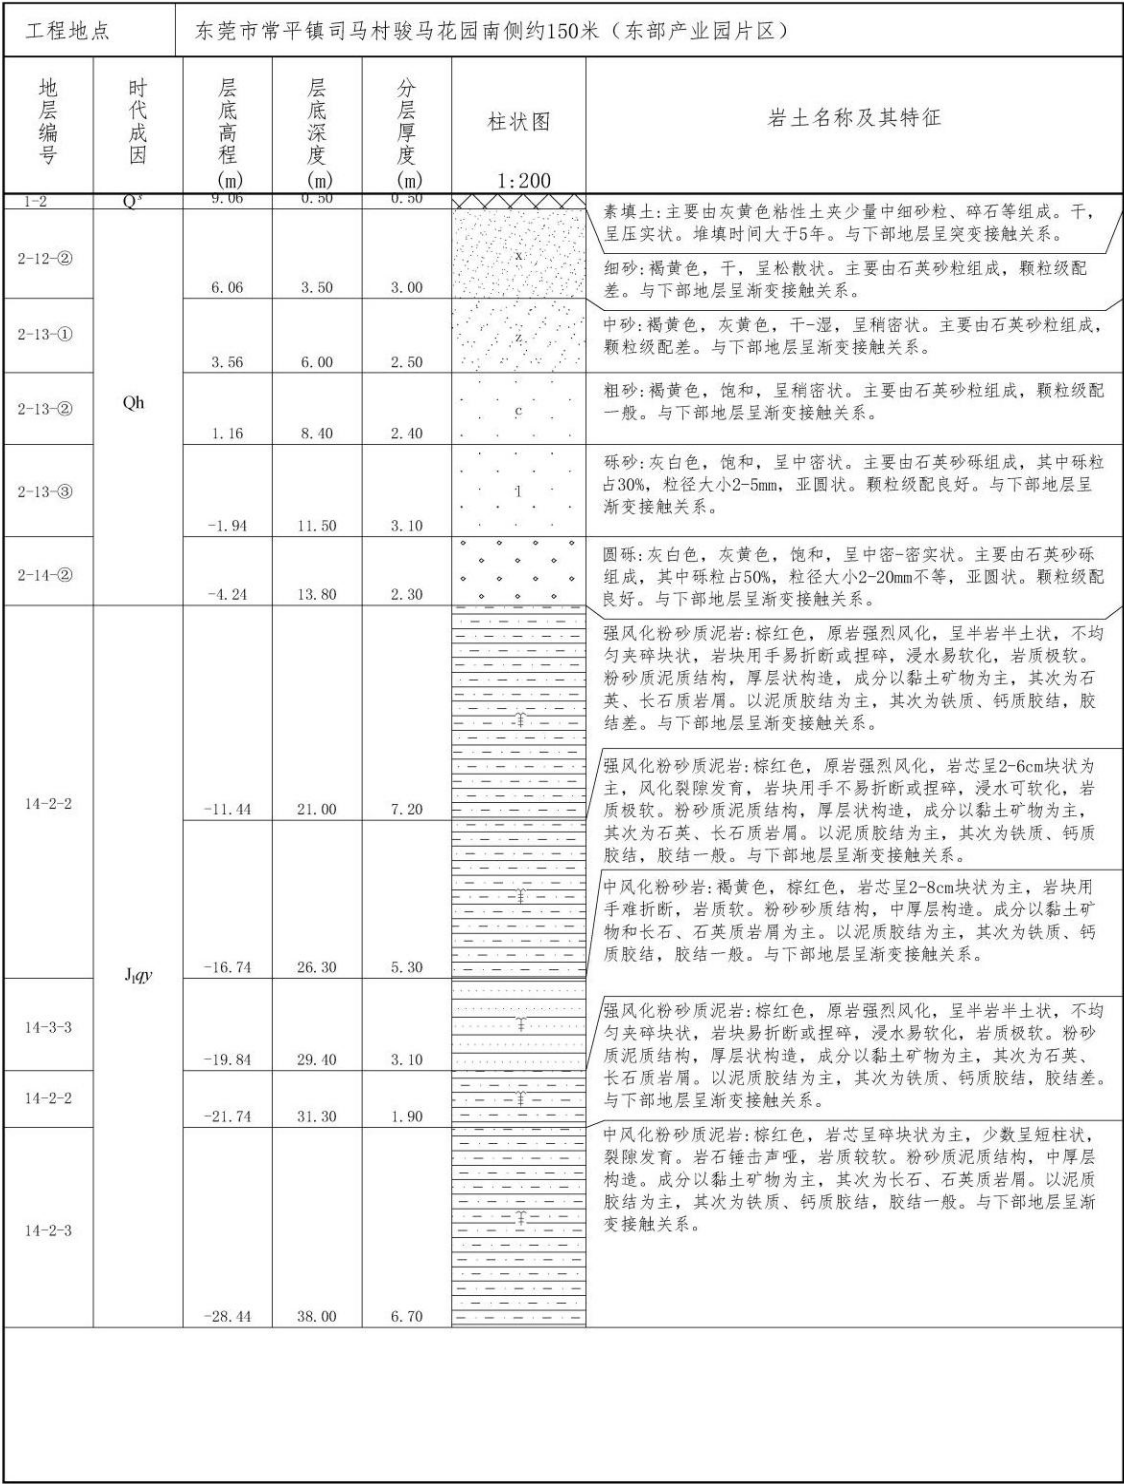 工程地点 东莞市常平镇司马村骏马花园南侧约150米（东部产业园片区）
地层编号 时代成因 层底高程(m) 层底深度(m) 分层厚度(m) 柱状图 1:200 岩土名称及其特征
1-2 Qˢ 9.06 0.50 0.50
素填土:主要由灰黄色粘性土夹少量中细砂粒、碎石等组成。干，
呈压实状。堆填时间大于5年。与下部地层呈突变接触关系。
2-12-② x
6.06 3.50 3.00
细砂:褐黄色，干，呈松散状。主要由石英砂粒组成，颗粒级配
差。与下部地层呈渐变接触关系。
2-13-① z
3.56 6.00 2.50
中砂:褐黄色，灰黄色，干-湿，呈稍密状。主要由石英砂粒组成，
颗粒级配差。与下部地层呈渐变接触关系。
2-13-② Qh c
1.16 8.40 2.40
粗砂:褐黄色，饱和，呈稍密状。主要由石英砂粒组成，颗粒级配
一般。与下部地层呈渐变接触关系。
2-13-③ l
-1.94 11.50 3.10
砾砂:灰白色，饱和，呈中密状。主要由石英砂砾组成，其中砾粒
占30%，粒径大小2-5mm，亚圆状。颗粒级配良好。与下部地层呈
渐变接触关系。
2-14-②
-4.24 13.80 2.30
圆砾:灰白色，灰黄色，饱和，呈中密-密实状。主要由石英砂砾
组成，其中砾粒占50%，粒径大小2-20mm不等，亚圆状。颗粒级配
良好。与下部地层呈渐变接触关系。
14-2-2
-11.44 21.00 7.20
强风化粉砂质泥岩:棕红色，原岩强烈风化，呈半岩半土状，不均
匀夹碎块状，岩块用手易折断或捏碎，浸水易软化，岩质极软。
粉砂质泥质结构，厚层状构造，成分以黏土矿物为主，其次为石
英、长石质岩屑。以泥质胶结为主，其次为铁质、钙质胶结，胶
结差。与下部地层呈渐变接触关系。
-16.74 26.30 5.30
强风化粉砂质泥岩:棕红色，原岩强烈风化，岩芯呈2-6cm块状为
主，风化裂隙发育，岩块用手不易折断或捏碎，浸水可软化，岩
质极软。粉砂质泥质结构，厚层状构造，成分以黏土矿物为主，
其次为石英、长石质岩屑。以泥质胶结为主，其次为铁质、钙质
胶结，胶结一般。与下部地层呈渐变接触关系。
J₁qy
14-3-3
-19.84 29.40 3.10
中风化粉砂岩:褐黄色，棕红色，岩芯呈2-8cm块状为主，岩块用
手难折断，岩质软。粉砂砂质结构，中厚层构造。成分以黏土矿
物和长石、石英质岩屑为主。以泥质胶结为主，其次为铁质、钙
质胶结，胶结一般。与下部地层呈渐变接触关系。
14-2-2
-21.74 31.30 1.90
强风化粉砂质泥岩:棕红色，原岩强烈风化，呈半岩半土状，不均
匀夹碎块状，岩块易折断或捏碎，浸水易软化，岩质极软。粉砂
质泥质结构，厚层状构造，成分以黏土矿物为主，其次为石英、
长石质岩屑。以泥质胶结为主，其次为铁质、钙质胶结，胶结差。
与下部地层呈渐变接触关系。
14-2-3
-28.44 38.00 6.70
中风化粉砂质泥岩:棕红色，岩芯呈碎块状为主，少数呈短柱状，
裂隙发育。岩石锤击声哑，岩质较软。粉砂质泥质结构，中厚层
构造。成分以黏土矿物为主，其次为长石、石英质岩屑。以泥质
胶结为主，其次为铁质、钙质胶结，胶结一般。与下部地层呈渐
变接触关系。